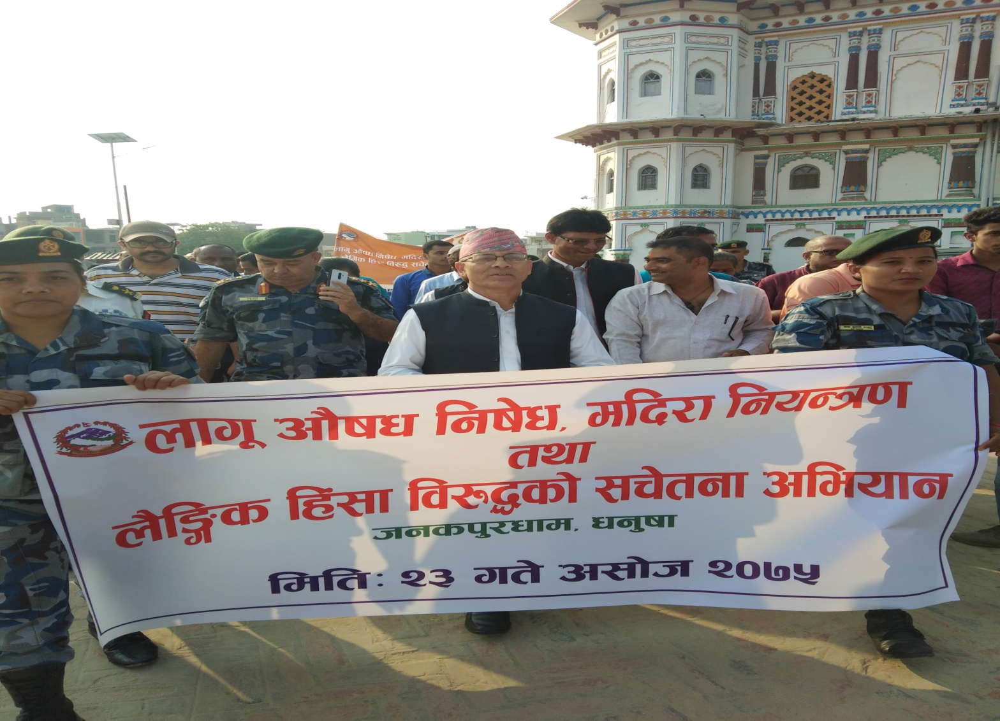 लागू औषध निषेध, मदिरा नियन्त्रण
तथा
लैङ्गिक हिंसा विरुद्धको सचेतना अभियान
जनकपुरधाम, धनुषा
मिति: २३ गते असोज २०७५